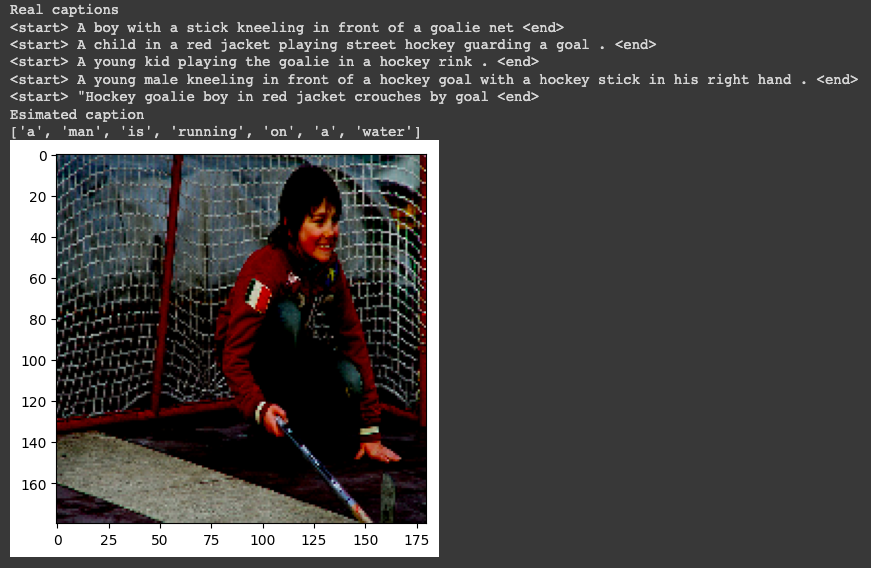 Real captions
<start> A boy with a stick kneeling in front of a goalie net <end>
<start> A child in a red jacket playing street hockey guarding a goal . <end>
<start> A young kid playing the goalie in a hockey rink . <end>
<start> A young male kneeling in front of a hockey goal with a hockey stick in his right hand . <end>
<start> "Hockey goalie boy in red jacket crouches by goal <end>
Esimated caption
['a', 'man', 'is', 'running', 'on', 'a', 'water']
0
20
40
60
80
100
120
140
160
0 25 50 75 100 125 150 175